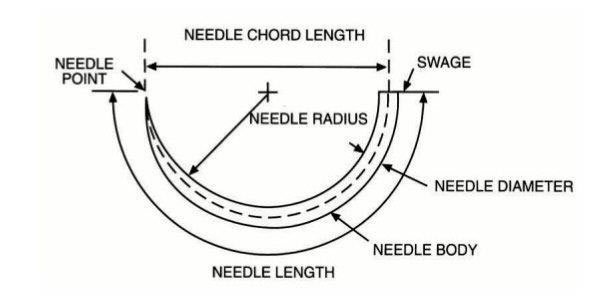 NEEDLE CHORD LENGTH
NEEDLE
POINT
SWAGE
NEEDLE RADIUS
NEEDLE DIAMETER
NEEDLE BODY
NEEDLE LENGTH